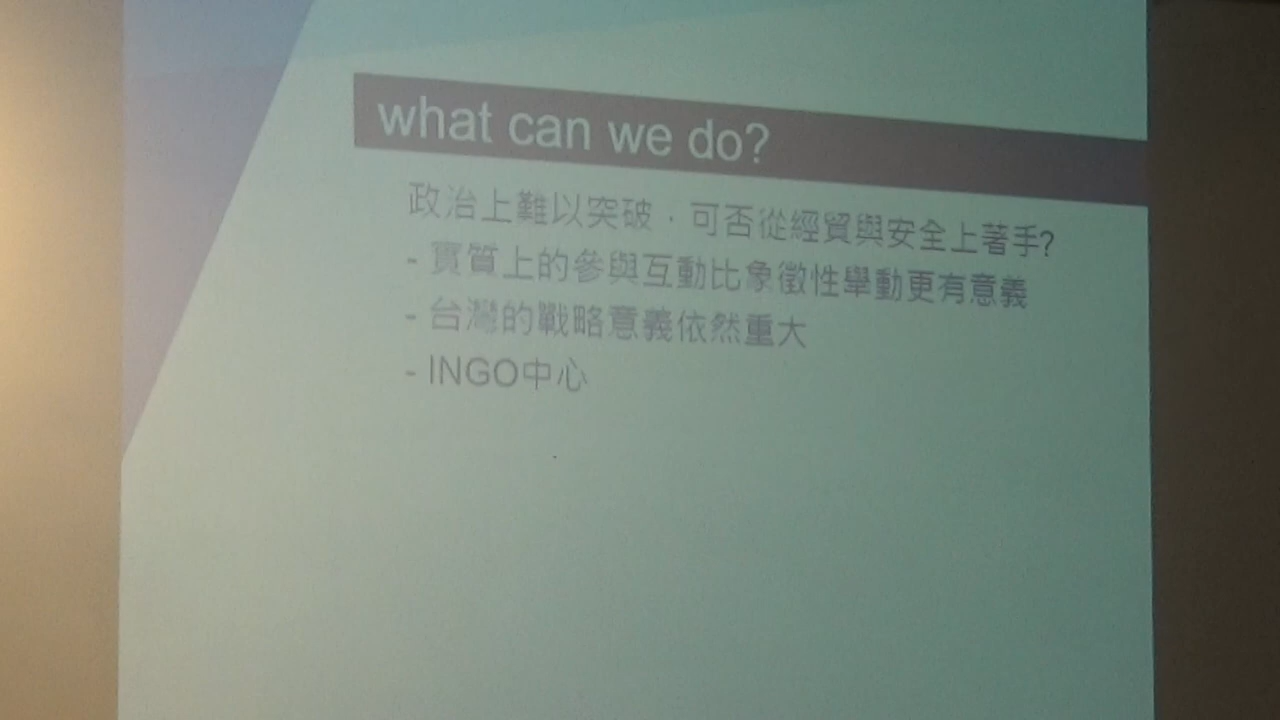 what can we do?
政治上難以突破，可否從經貿與安全上著手?
- 實質上的參與互動比象徵性舉動更有意義
- 台灣的戰略意義依然重大
- INGO中心